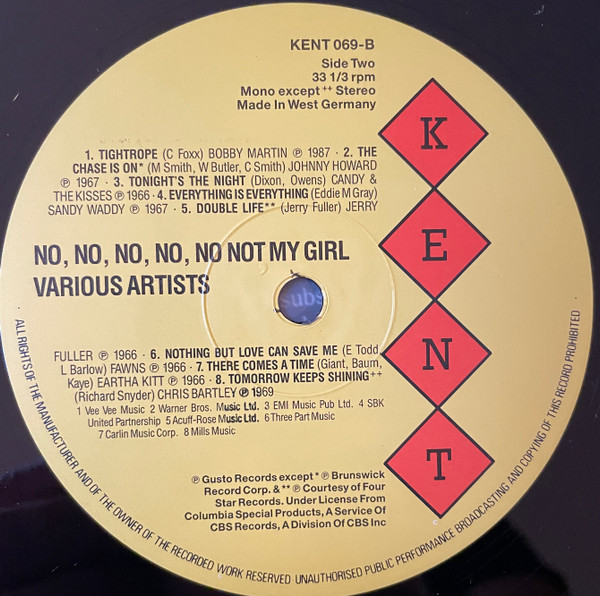 KENT 069-B
Side Two
33 1/3 rpm
Mono except ++ Stereo
Made In West Germany
K
E
N
T
1. TIGHTROPE (C Foxx) BOBBY MARTIN ℗ 1987 · 2. THE
CHASE IS ON* (M Smith, W Butler, C Smith) JOHNNY HOWARD
℗ 1967 · 3. TONIGHT'S THE NIGHT (Dixon, Owens) CANDY &
THE KISSES ℗ 1966 · 4. EVERYTHING IS EVERYTHING (Eddie M Gray)
SANDY WADDY ℗ 1967 · 5. DOUBLE LIFE** (Jerry Fuller) JERRY
NO, NO, NO, NO, NO NOT MY GIRL
VARIOUS ARTISTS
subs
FULLER ℗ 1966 · 6. NOTHING BUT LOVE CAN SAVE ME (E Todd,
L Barlow) FAWNS ℗ 1966 · 7. THERE COMES A TIME (Giant, Baum,
Kaye) EARTHA KITT ℗ 1966 · 8. TOMORROW KEEPS SHINING++
(Richard Snyder) CHRIS BARTLEY ℗ 1969
1 Vee Vee Music 2 Warner Bros. Music Ltd. 3 EMI Music Pub Ltd. 4 SBK
United Partnership 5 Acuff-Rose Music Ltd. 6 Three Part Music
7 Carlin Music Corp. 8 Mills Music
℗ Gusto Records except * ℗ Brunswick
Record Corp. & ** ℗ Courtesy of Four
Star Records. Under License From
Columbia Special Products, A Service Of
CBS Records, A Division Of CBS Inc
ALL RIGHTS OF THE MANUFACTURER AND OF THE OWNER OF THE RECORDED WORK RESERVED UNAUTHORISED PUBLIC PERFORMANCE BROADCASTING AND COPYING OF THIS RECORD PROHIBITED